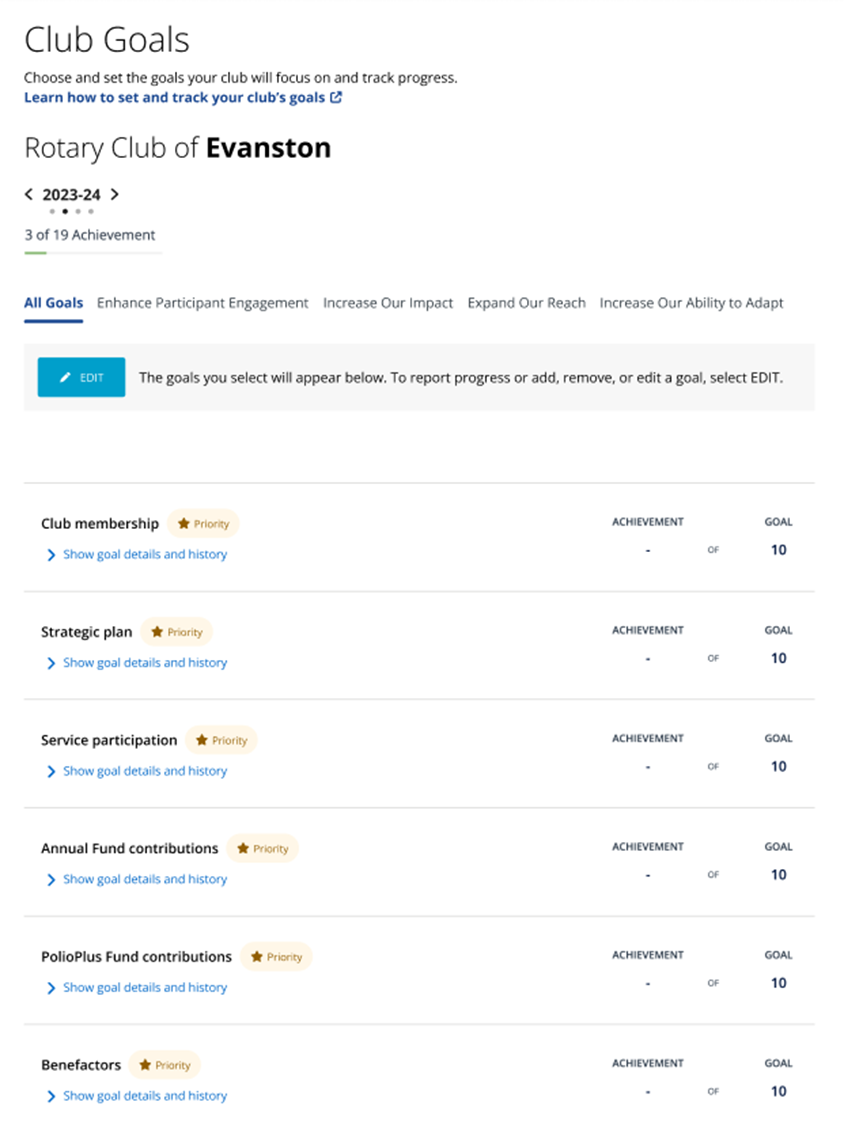 Club Goals
Choose and set the goals your club will focus on and track progress.
Learn how to set and track your club's goals
Rotary Club of Evanston
2023-24
3 of 19 Achievement
All Goals Enhance Participant Engagement Increase Our Impact Expand Our Reach Increase Our Ability to Adapt
EDIT The goals you select will appear below. To report progress or add, remove, or edit a goal, select EDIT.
Club membership Priority ACHIEVEMENT GOAL
Show goal details and history - OF 10
Strategic plan Priority ACHIEVEMENT GOAL
Show goal details and history - OF 10
Service participation Priority ACHIEVEMENT GOAL
Show goal details and history - OF 10
Annual Fund contributions Priority ACHIEVEMENT GOAL
Show goal details and history - OF 10
PolioPlus Fund contributions Priority ACHIEVEMENT GOAL
Show goal details and history - OF 10
Benefactors Priority ACHIEVEMENT GOAL
Show goal details and history - OF 10